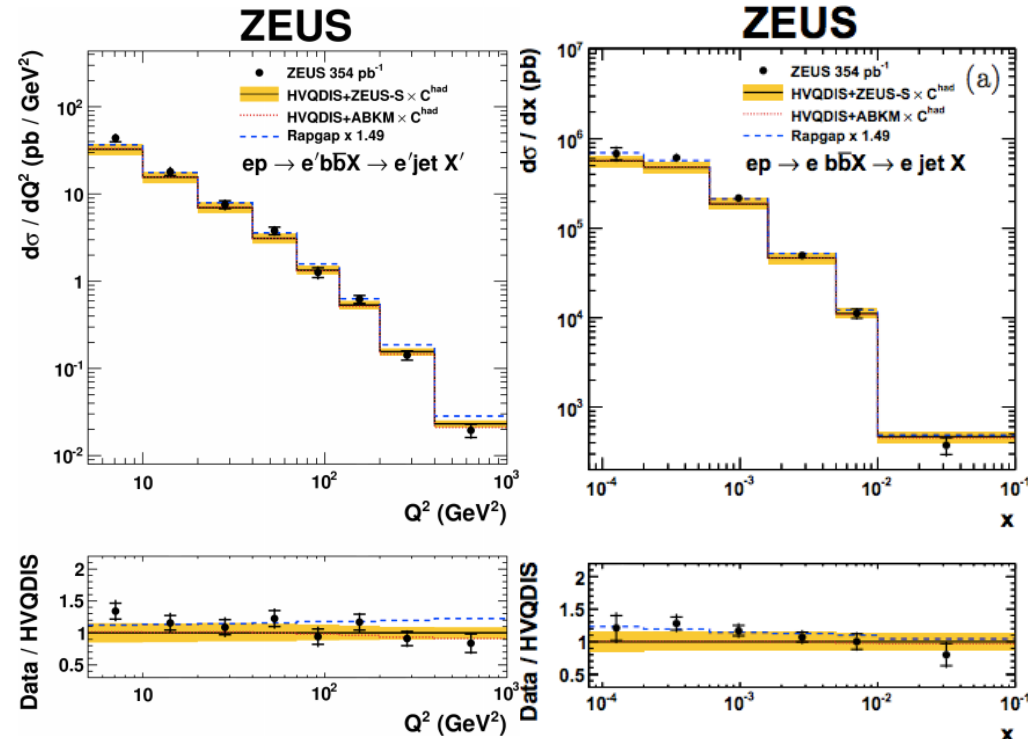 ZEUS
dσ / dQ² (pb / GeV²)
10²
10
1
10⁻¹
10⁻²
ZEUS 354 pb⁻¹
HVQDIS+ZEUS-S × C^had
HVQDIS+ABKM × C^had
Rapgap x 1.49
ep → e′bb̄X → e′jet X′
10
10²
10³
Q² (GeV²)
Data / HVQDIS
2
1.5
1
0.5
10
10²
10³
Q² (GeV²)
ZEUS
dσ / dx (pb)
10⁷
10⁶
10⁵
10⁴
10³
ZEUS 354 pb⁻¹
(a)
HVQDIS+ZEUS-S × C^had
HVQDIS+ABKM × C^had
Rapgap x 1.49
ep → e bb̄X → e jet X
10⁻⁴
10⁻³
10⁻²
10⁻¹
x
Data / HVQDIS
2
1.5
1
0.5
10⁻⁴
10⁻³
10⁻²
10⁻¹
x